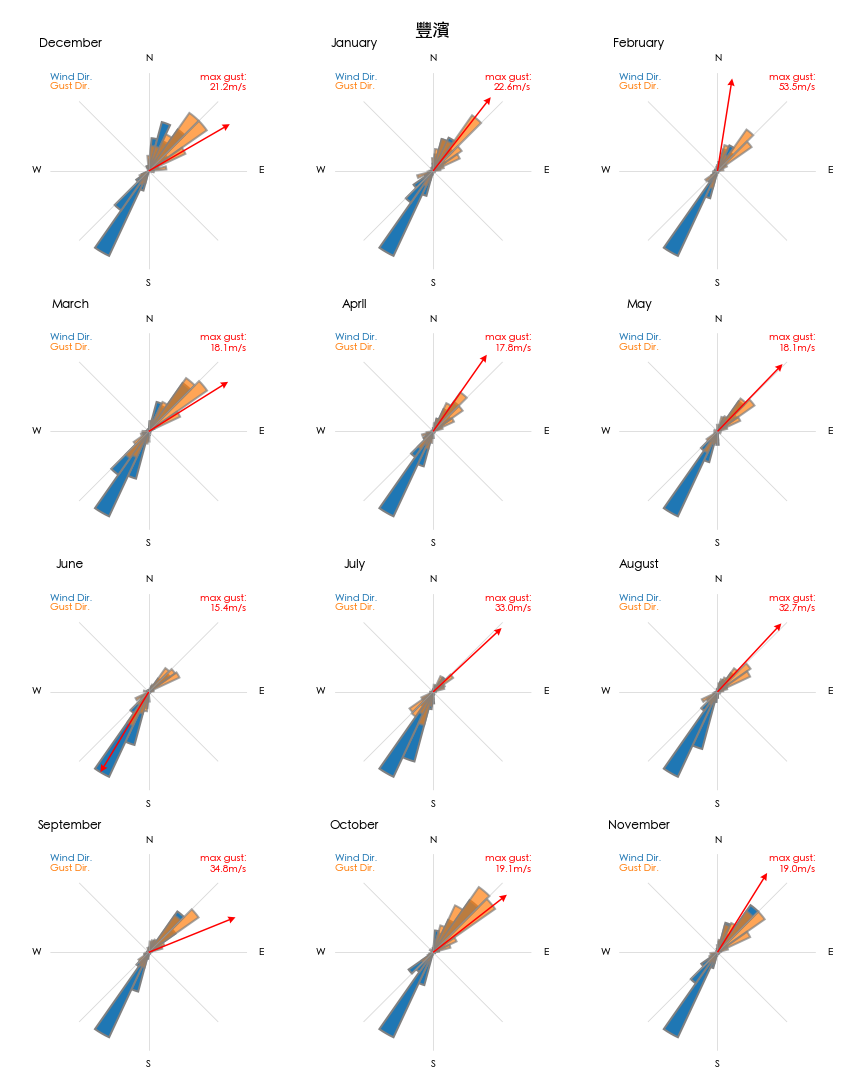 豐濱
December
N
Wind Dir.
Gust Dir.
max gust:
21.2m/s
W
E
S
January
N
Wind Dir.
Gust Dir.
max gust:
22.6m/s
W
E
S
February
N
Wind Dir.
Gust Dir.
max gust:
53.5m/s
W
E
S
March
N
Wind Dir.
Gust Dir.
max gust:
18.1m/s
W
E
S
April
N
Wind Dir.
Gust Dir.
max gust:
17.8m/s
W
E
S
May
N
Wind Dir.
Gust Dir.
max gust:
18.1m/s
W
E
S
June
N
Wind Dir.
Gust Dir.
max gust:
15.4m/s
W
E
S
July
N
Wind Dir.
Gust Dir.
max gust:
33.0m/s
W
E
S
August
N
Wind Dir.
Gust Dir.
max gust:
32.7m/s
W
E
S
September
N
Wind Dir.
Gust Dir.
max gust:
34.8m/s
W
E
S
October
N
Wind Dir.
Gust Dir.
max gust:
19.1m/s
W
E
S
November
N
Wind Dir.
Gust Dir.
max gust:
19.0m/s
W
E
S